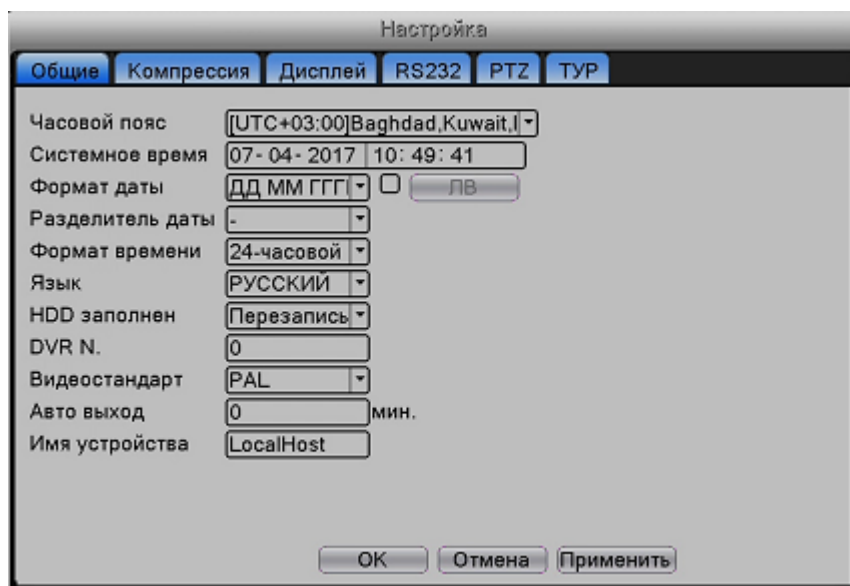 Настройка
Общие Компрессия Дисплей RS232 PTZ ТУР
Часовой пояс [UTC+03:00]Baghdad,Kuwait,
Системное время 07-04-2017 10:49:41
Формат даты ДД ММ ГГГ ЛВ
Разделитель даты -
Формат времени 24-часовой
Язык РУССКИЙ
HDD заполнен Перезапись
DVR N. 0
Видеостандарт PAL
Авто выход 0 мин.
Имя устройства LocalHost
OK Отмена Применить